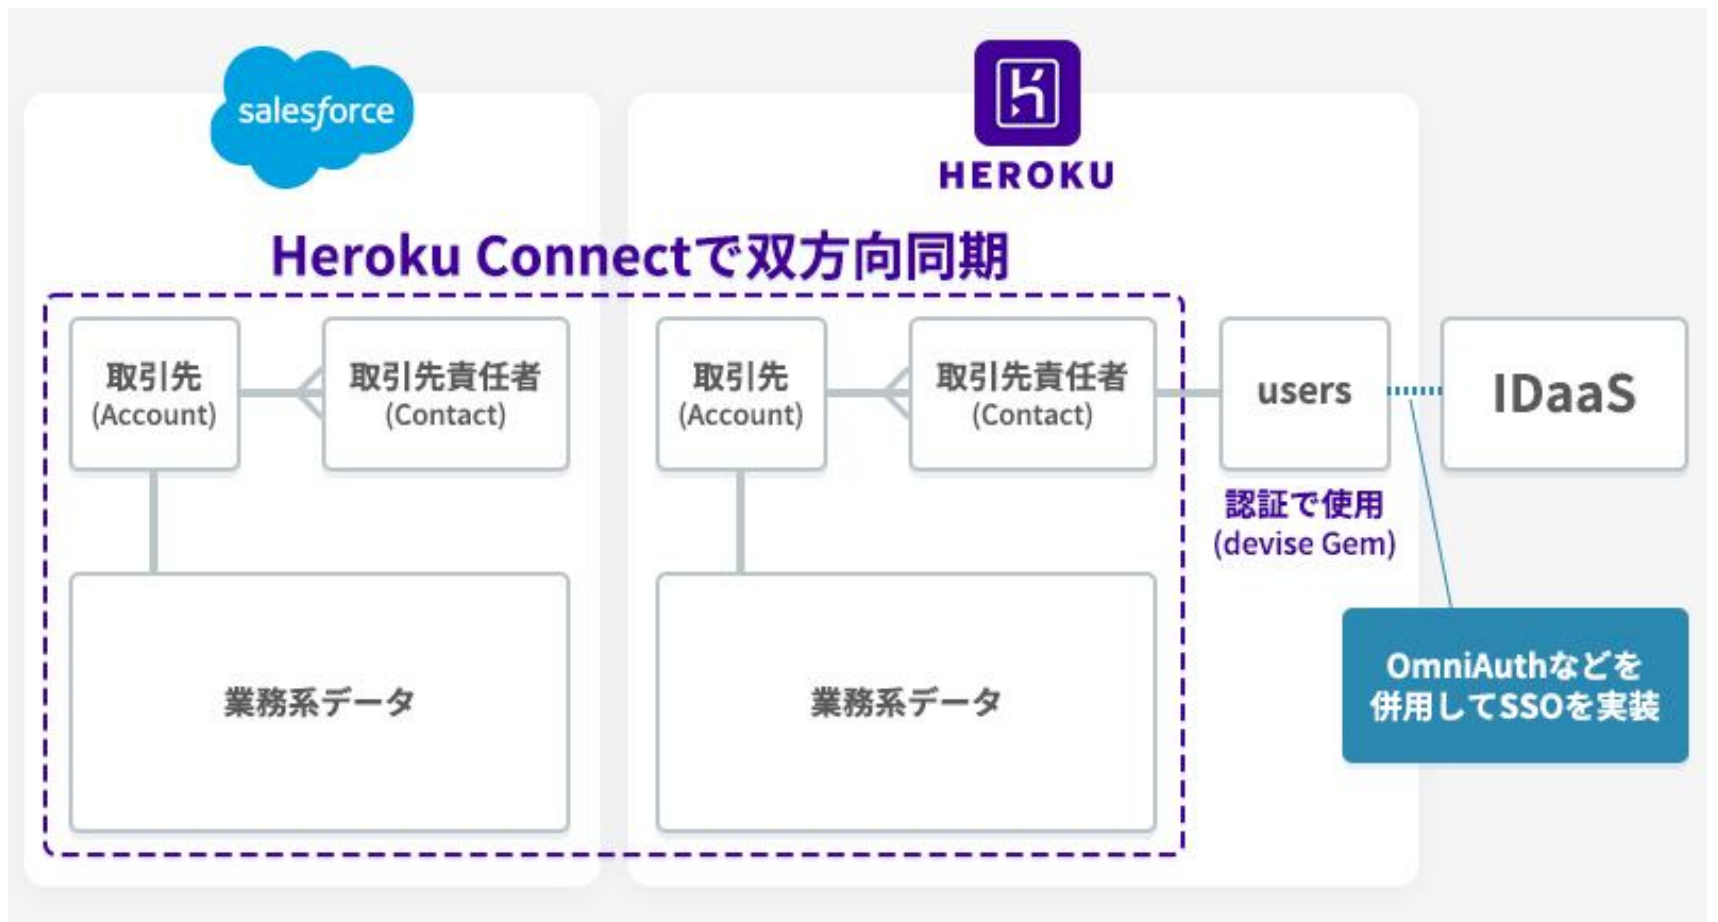 salesforce
HEROKU
Heroku Connectで双方向同期
取引先
(Account)
取引先責任者
(Contact)
業務系データ
取引先
(Account)
取引先責任者
(Contact)
業務系データ
users
認証で使用
(devise Gem)
IDaaS
OmniAuthなどを
併用してSSOを実装